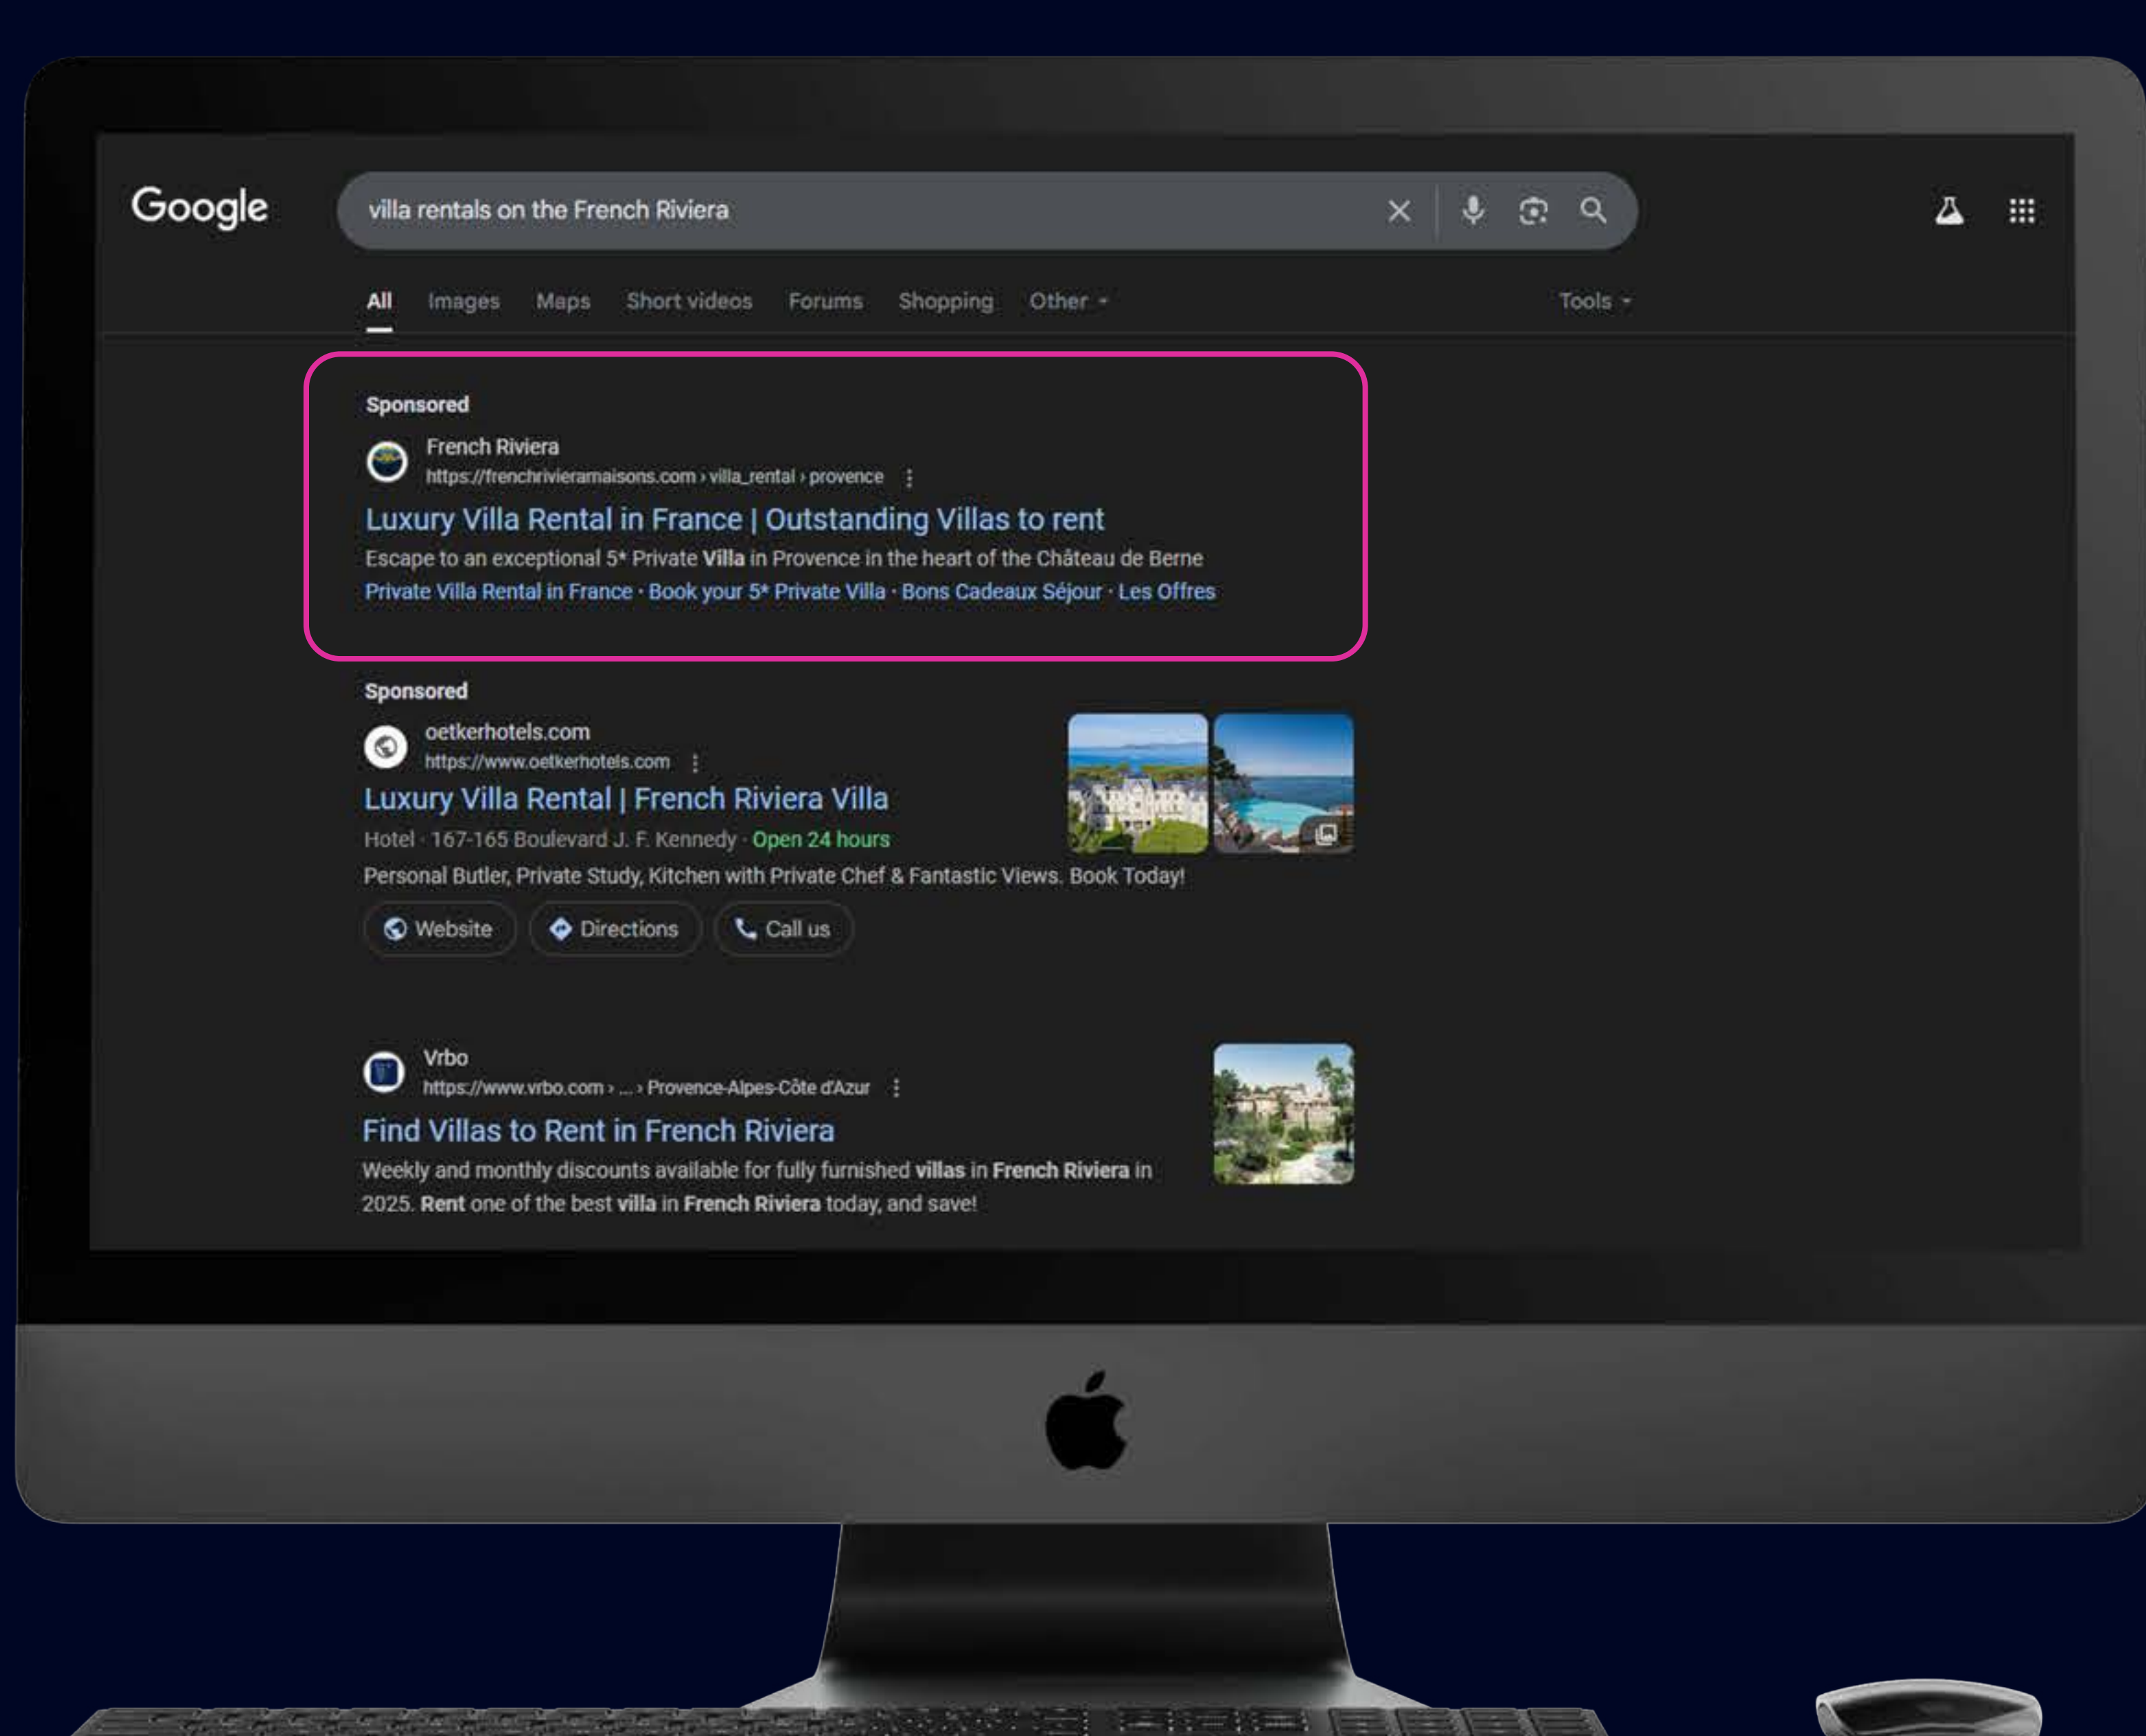 Google
villa rentals on the French Riviera
All Images Maps Short videos Forums Shopping Other Tools
Sponsored
French Riviera
https://frenchrivieramaisons.com › villa_rental › provence
Luxury Villa Rental in France | Outstanding Villas to rent
Escape to an exceptional 5* Private Villa in Provence in the heart of the Château de Berne
Private Villa Rental in France · Book your 5* Private Villa · Bons Cadeaux Séjour · Les Offres
Sponsored
oetkerhotels.com
https://www.oetkerhotels.com
Luxury Villa Rental | French Riviera Villa
Hotel · 167-165 Boulevard J. F. Kennedy · Open 24 hours
Personal Butler, Private Study, Kitchen with Private Chef & Fantastic Views. Book Today!
Website Directions Call us
Vrbo
https://www.vrbo.com › ... › Provence-Alpes-Côte d'Azur
Find Villas to Rent in French Riviera
Weekly and monthly discounts available for fully furnished villas in French Riviera in
2025. Rent one of the best villa in French Riviera today, and save!